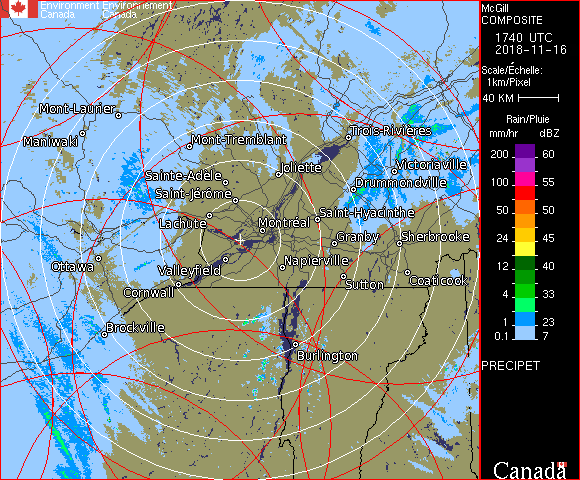 Environment Environnement
Canada Canada
McGill
COMPOSITE
1740 UTC
2018-11-16
Scale/Échelle:
1km/Pixel
40 KM
Rain/Pluie
mm/hr dBZ
200 60
100 55
50 50
24 45
12 40
4 33
1 23
0.1 7
PRECIPET
Canada
Mont-Laurier
Maniwaki
Mont-Tremblant
Trois-Rivières
Sainte-Adèle
Joliette
Victoriaville
Saint-Jérôme
Drummondville
Lachute
Montréal
Saint-Hyacinthe
Ottawa
Valleyfield
Granby
Sherbrooke
Napierville
Cornwall
Sutton
Coaticook
Brockville
Burlington